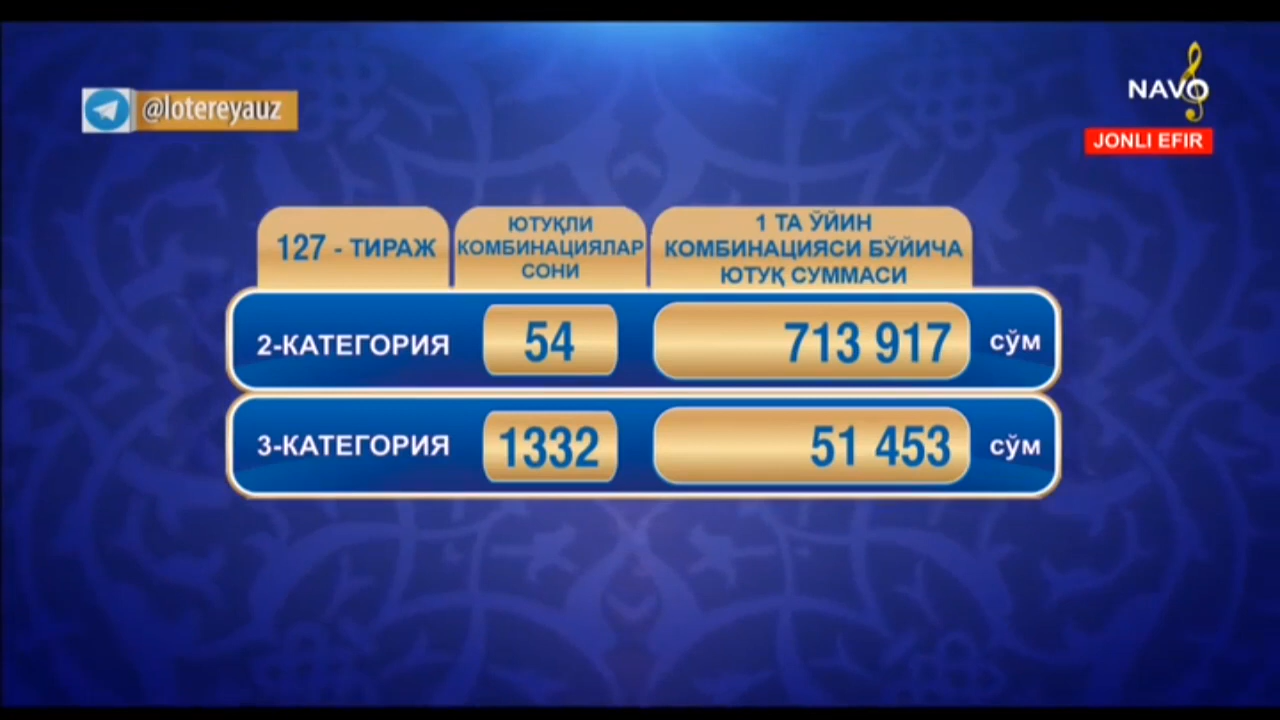 @lotereyauz
NAVO
JONLI EFIR
127 - ТИРАЖ
ЮТУҚЛИ
КОМБИНАЦИЯЛАР
СОНИ
1 ТА ЎЙИН
КОМБИНАЦИЯСИ БЎЙИЧА
ЮТУҚ СУММАСИ
2-КАТЕГОРИЯ 54 713 917 сўм
3-КАТЕГОРИЯ 1332 51 453 сўм